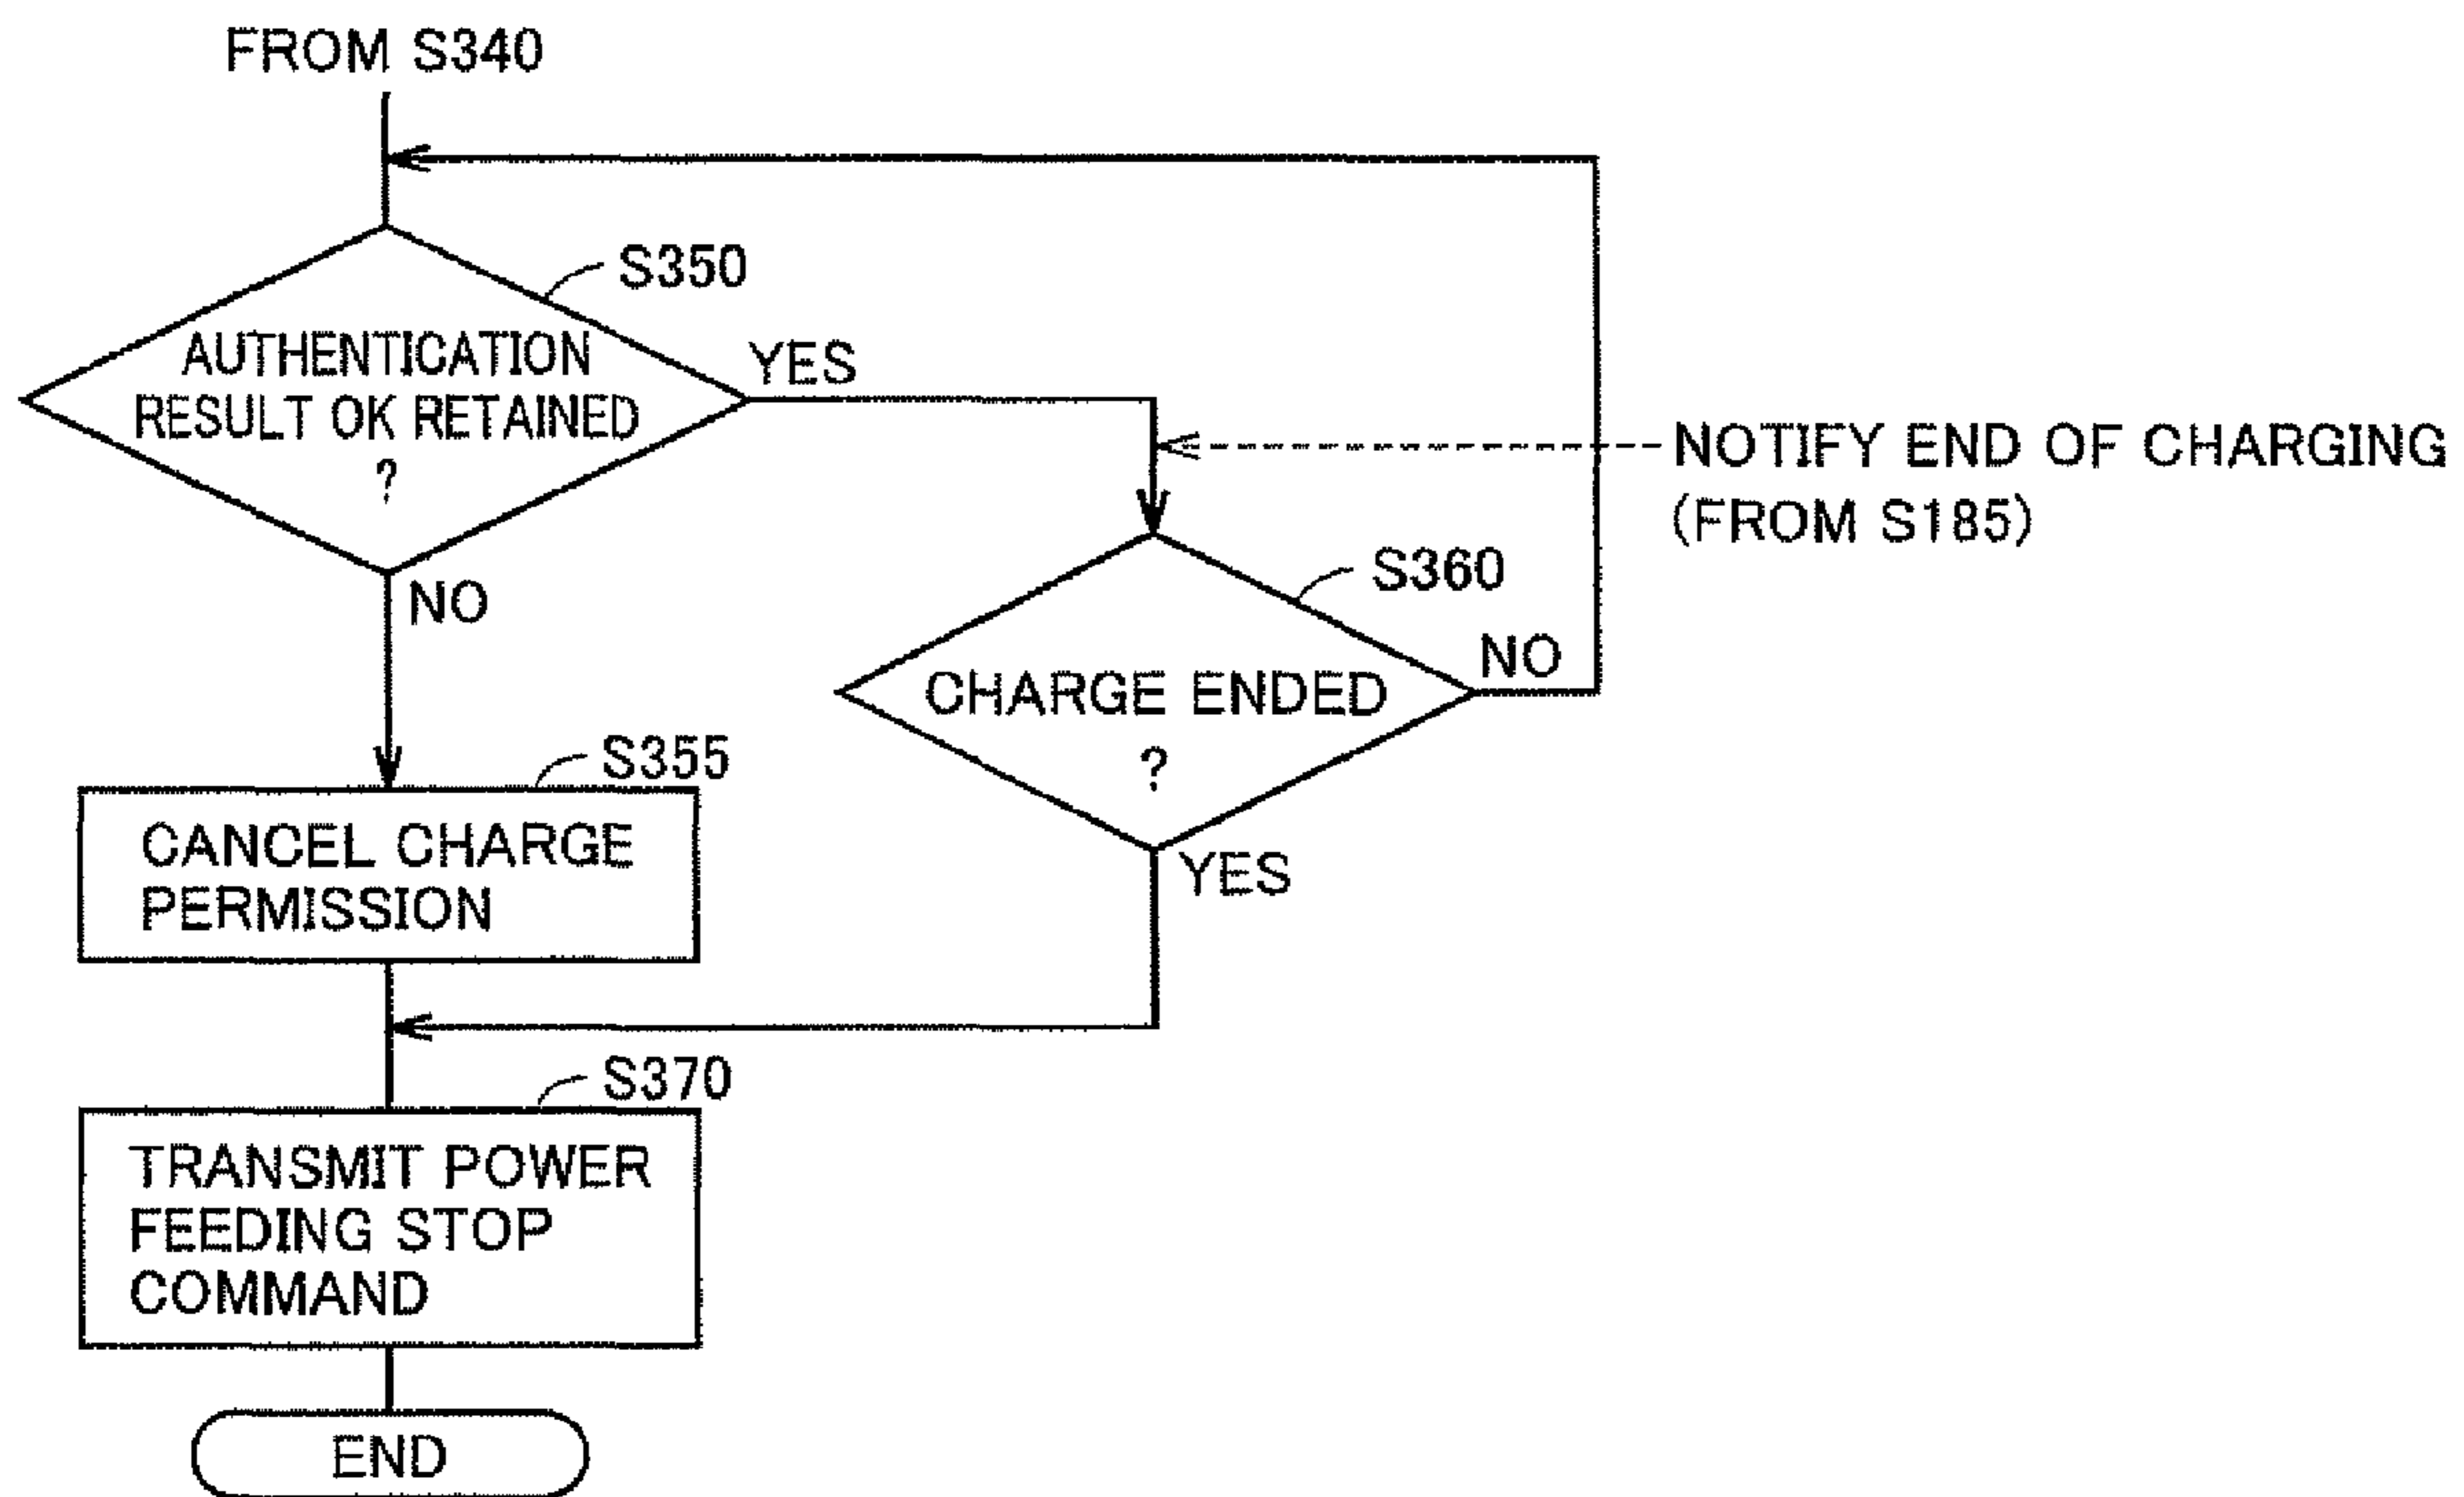 FROM S340
S350
AUTHENTICATION
RESULT OK RETAINED
?
YES
NOTIFY END OF CHARGING
(FROM S185)
S360
NO
NO
CHARGE ENDED
?
S355
CANCEL CHARGE
PERMISSION
YES
S370
TRANSMIT POWER
FEEDING STOP
COMMAND
END